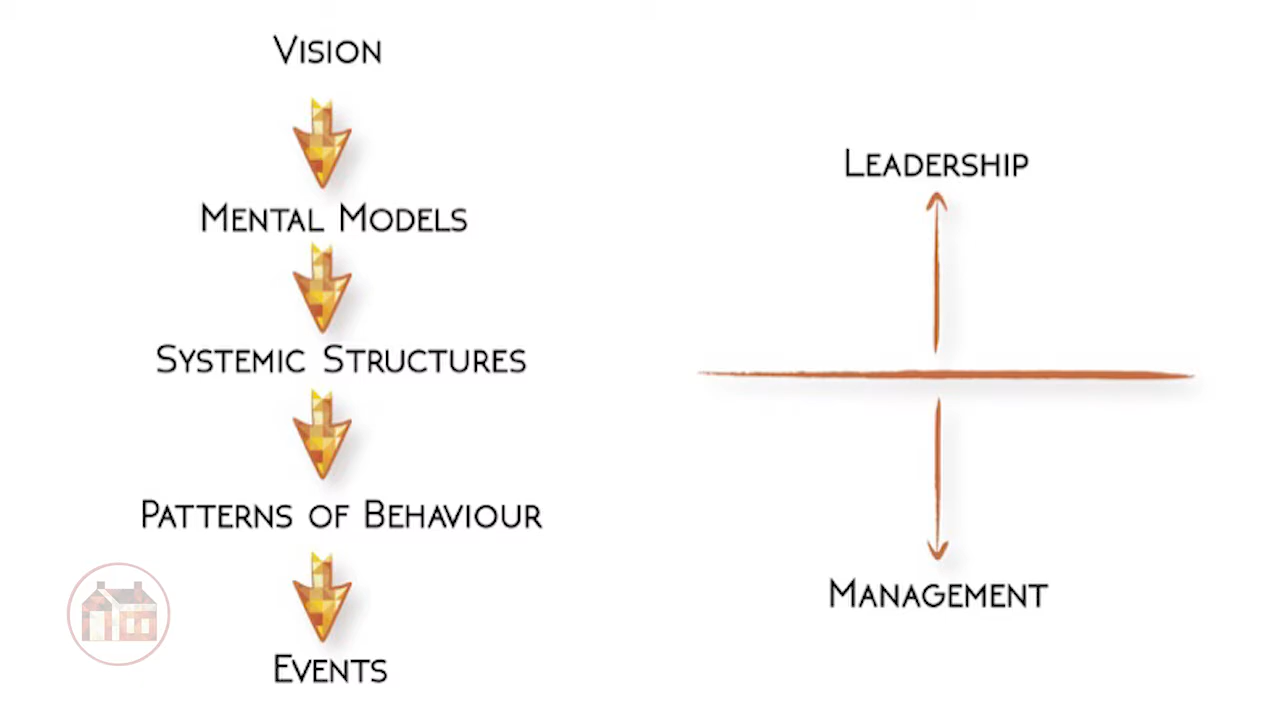 Vision
Mental Models
Systemic Structures
Patterns of Behaviour
Events
Leadership
Management